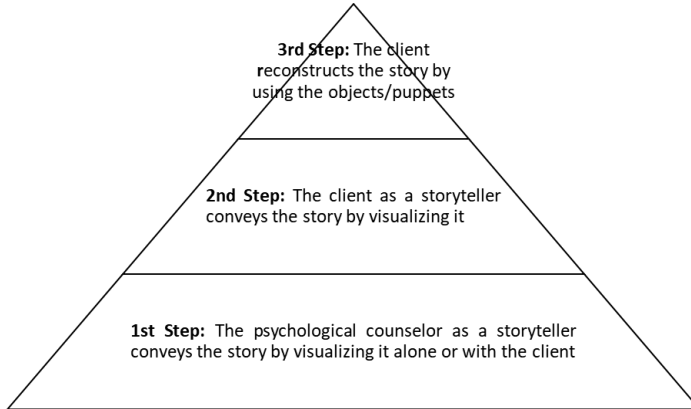 3rd Step: The client
reconstructs the story by
using the objects/puppets
2nd Step: The client as a storyteller
conveys the story by visualizing it
1st Step: The psychological counselor as a storyteller
conveys the story by visualizing it alone or with the client